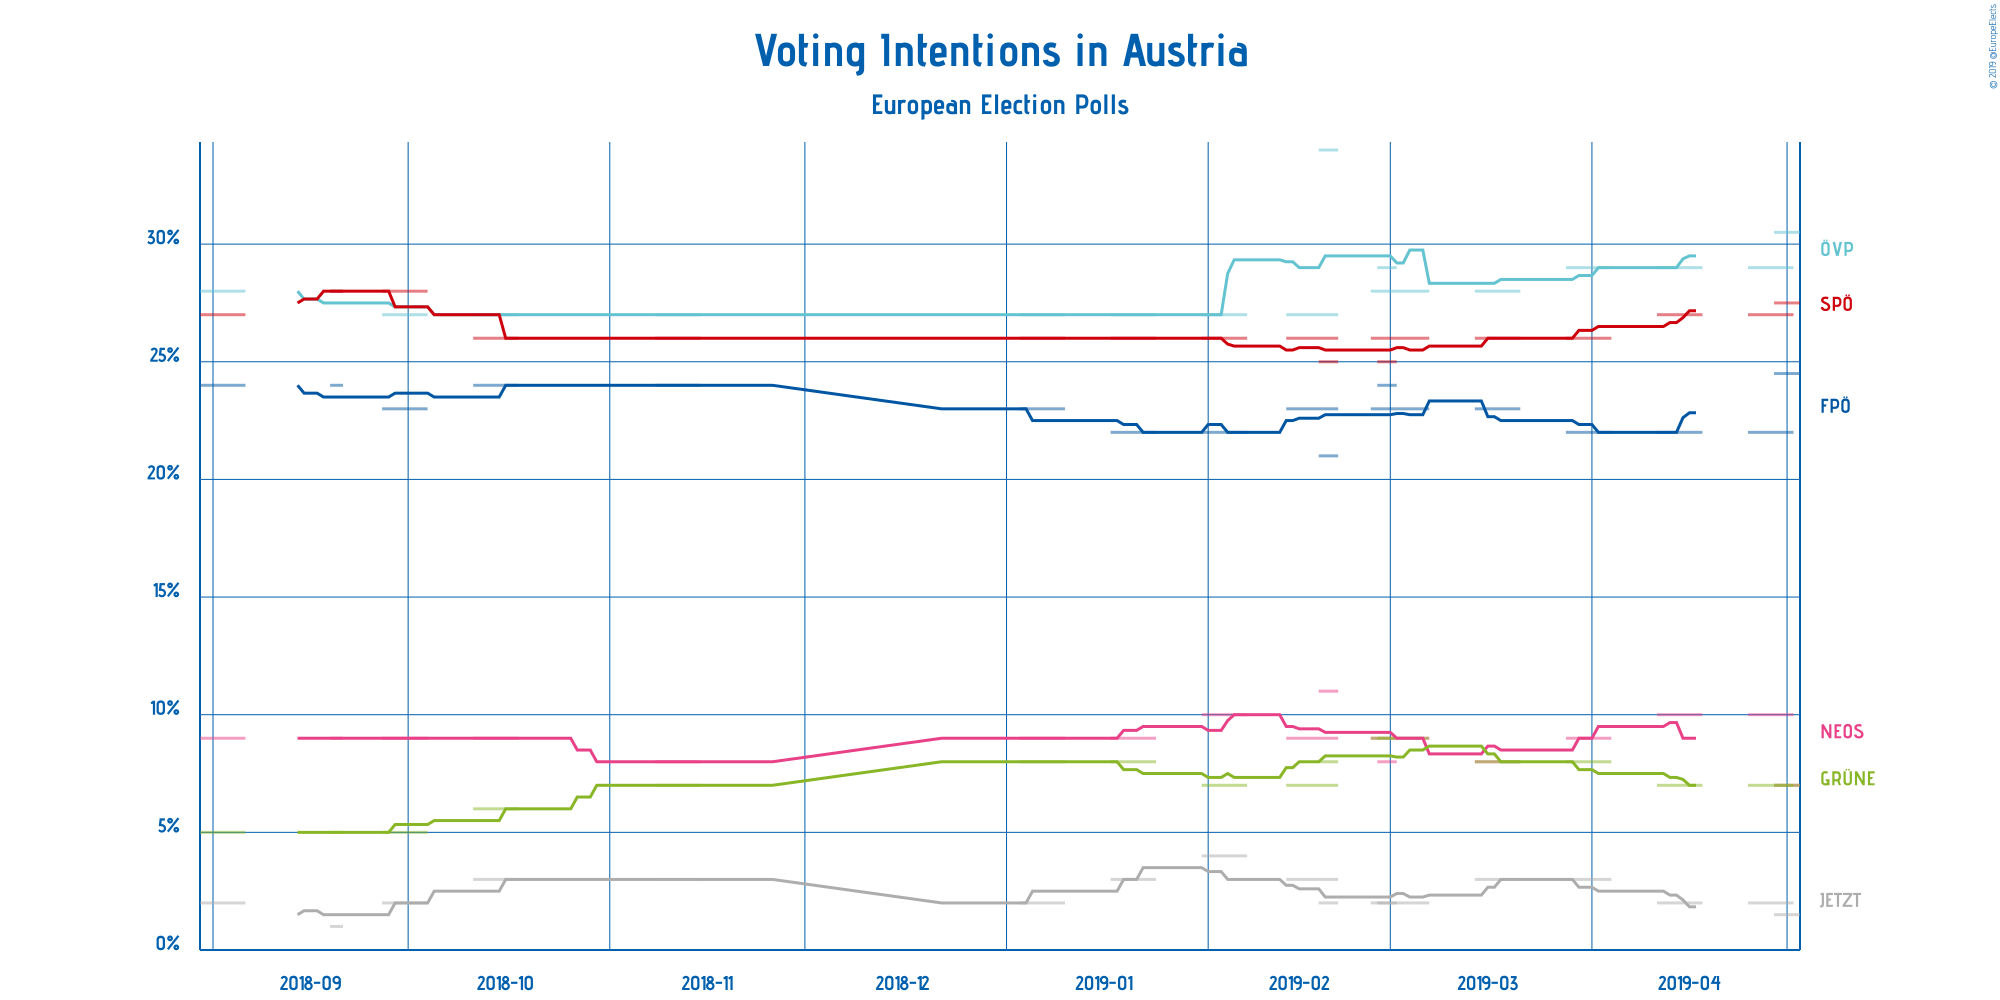 © 2019 @EuropeElects
Voting Intentions in Austria
European Election Polls
30%
25%
20%
15%
10%
5%
0%
ÖVP
SPÖ
FPÖ
NEOS
GRÜNE
JETZT
2018-09 2018-10 2018-11 2018-12 2019-01 2019-02 2019-03 2019-04